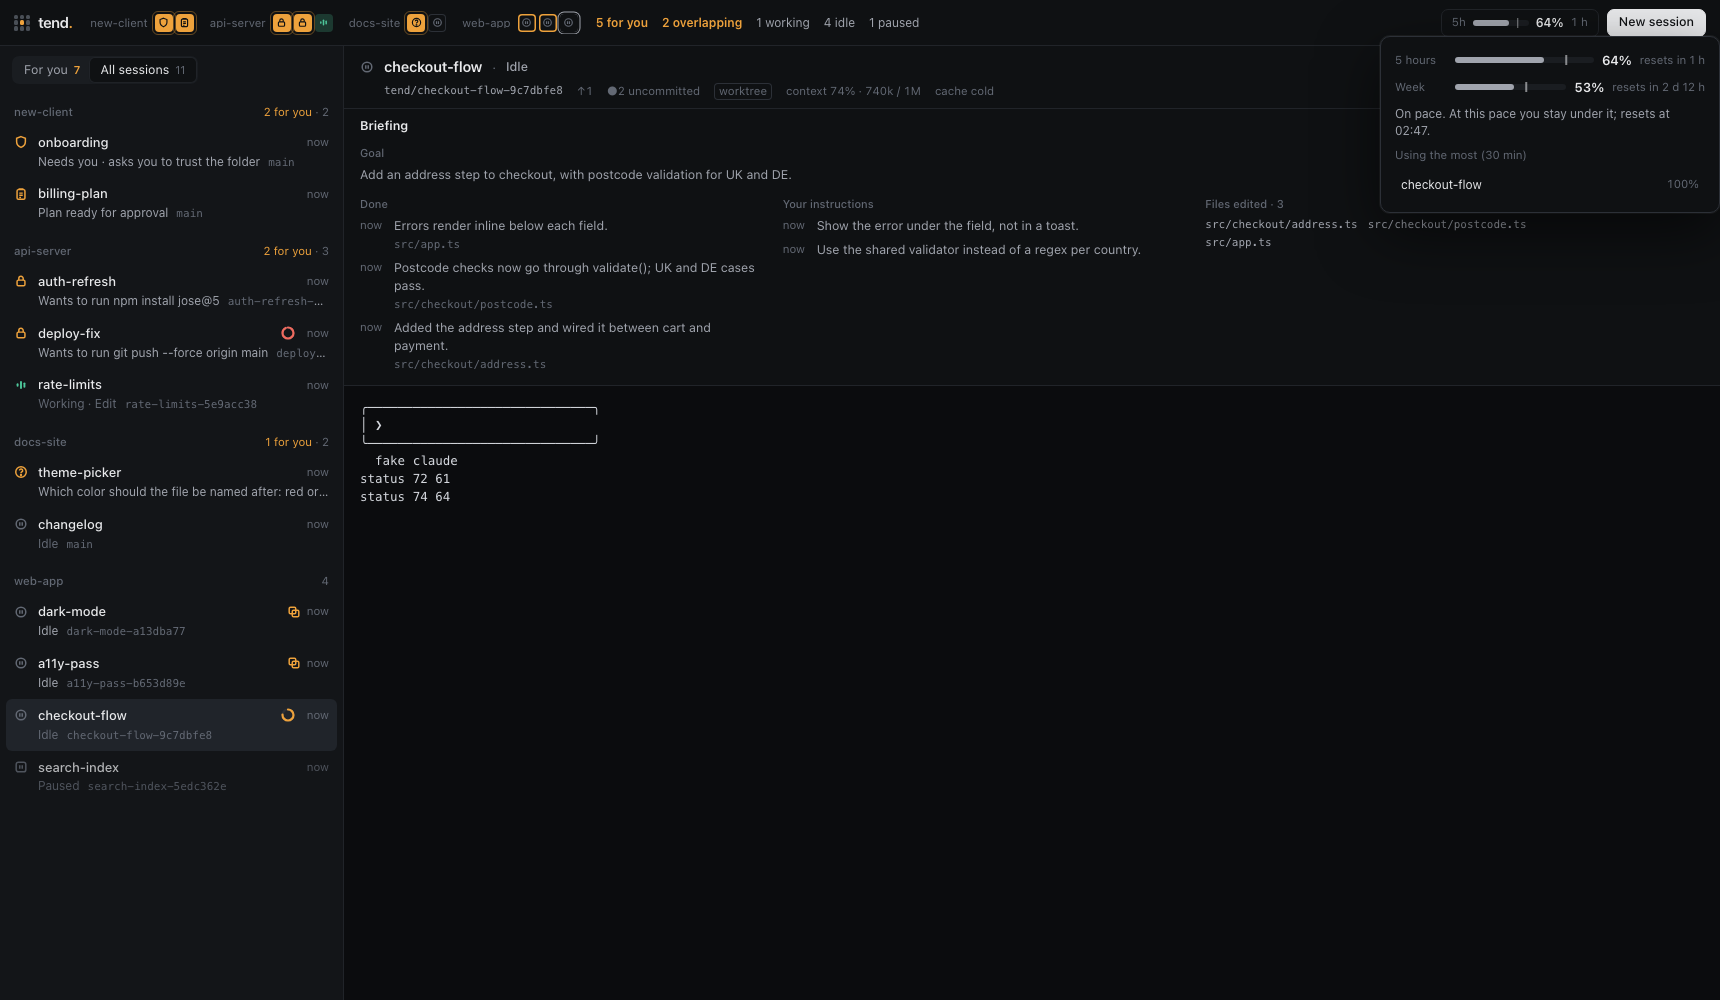 tend. new-client api-server docs-site web-app 5 for you 2 overlapping 1 working 4 idle 1 paused 5h 64% 1 h New session
For you 7 All sessions 11
new-client 2 for you · 2
onboarding now
Needs you · asks you to trust the folder main
billing-plan now
Plan ready for approval main
api-server 2 for you · 3
auth-refresh now
Wants to run npm install jose@5 auth-refresh-…
deploy-fix now
Wants to run git push --force origin main deploy…
rate-limits now
Working · Edit rate-limits-5e9acc38
docs-site 1 for you · 2
theme-picker now
Which color should the file be named after: red or…
changelog now
Idle main
web-app 4
dark-mode now
Idle dark-mode-a13dba77
a11y-pass now
Idle a11y-pass-b653d89e
checkout-flow now
Idle checkout-flow-9c7dbfe8
search-index now
Paused search-index-5edc362e
checkout-flow · Idle
tend/checkout-flow-9c7dbfe8 ↑1 ●2 uncommitted worktree context 74% · 740k / 1M cache cold
Briefing
Goal
Add an address step to checkout, with postcode validation for UK and DE.
Done
now Errors render inline below each field.
src/app.ts
now Postcode checks now go through validate(); UK and DE cases
pass.
src/checkout/postcode.ts
now Added the address step and wired it between cart and
payment.
src/checkout/address.ts
Your instructions
now Show the error under the field, not in a toast.
now Use the shared validator instead of a regex per country.
Files edited · 3
src/checkout/address.ts src/checkout/postcode.ts
src/app.ts
5 hours 64% resets in 1 h
Week 53% resets in 2 d 12 h
On pace. At this pace you stay under it; resets at
02:47.
Using the most (30 min)
checkout-flow 100%
❯
fake claude
status 72 61
status 74 64